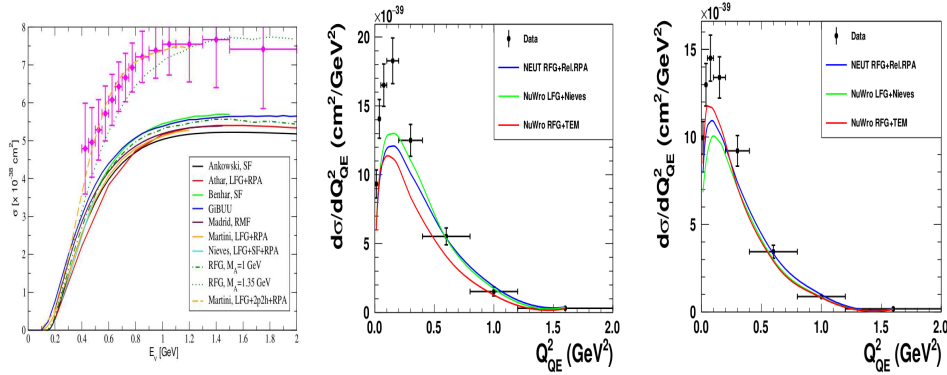 σ [× 10⁻³⁸ cm²]
8
7
6
5
4
3
2
1
0
0 0.2 0.4 0.6 0.8 1 1.2 1.4 1.6 1.8 2
Eᵥ [GeV]
Ankowski, SF
Athar, LFG+RPA
Benhar, SF
GiBUU
Madrid, RMF
Martini, LFG+RPA
Nieves, LFG+SF+RPA
RFG, M_A=1 GeV
RFG, M_A=1.35 GeV
Martini, LFG+2p2h+RPA
×10⁻³⁹
dσ/dQ²_QE (cm²/GeV²)
20
15
10
5
0
0.0 0.5 1.0 1.5 2.0
Q²_QE (GeV²)
Data
NEUT RFG+Rel.RPA
NuWro LFG+Nieves
NuWro RFG+TEM
×10⁻³⁹
dσ/dQ²_QE (cm²/GeV²)
15
10
5
0
0.0 0.5 1.0 1.5 2.0
Q²_QE (GeV²)
Data
NEUT RFG+Rel.RPA
NuWro LFG+Nieves
NuWro RFG+TEM